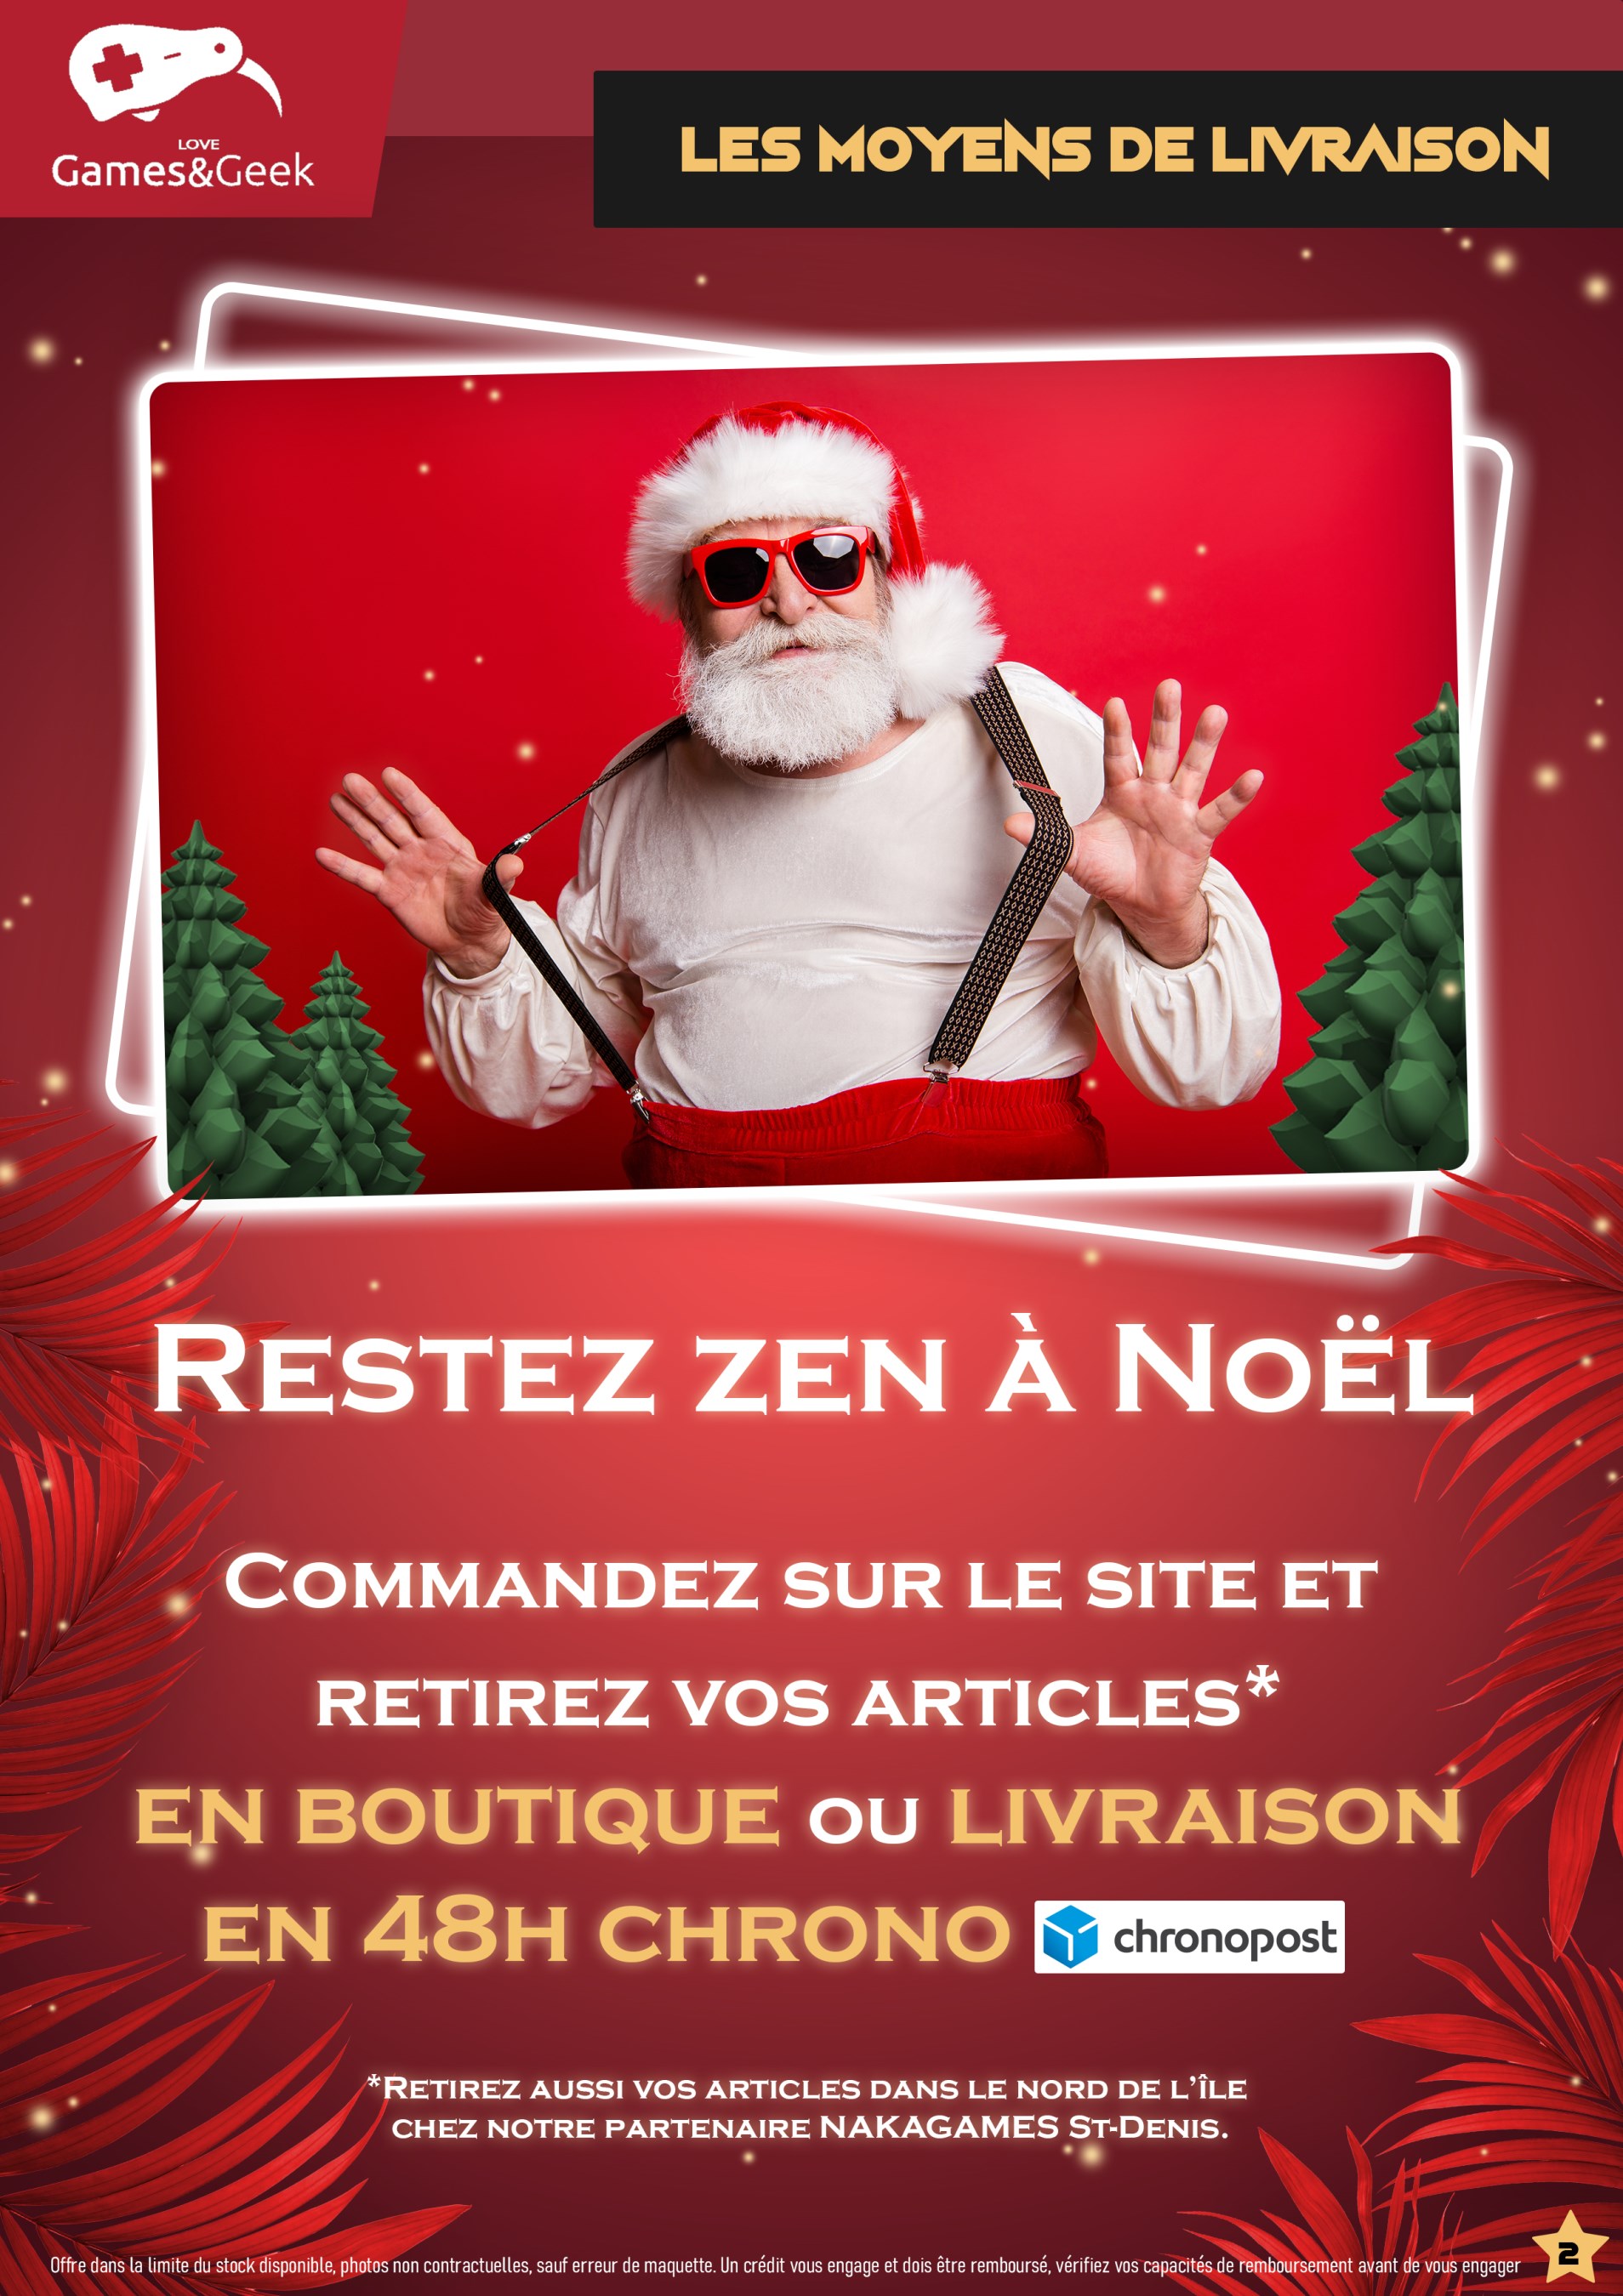 LOVE
Games&Geek
LES MOYENS DE LIVRAISON
RESTEZ ZEN À NOËL
COMMANDEZ SUR LE SITE ET
RETIREZ VOS ARTICLES*
EN BOUTIQUE OU LIVRAISON
EN 48H CHRONO chronopost
*RETIREZ AUSSI VOS ARTICLES DANS LE NORD DE L'ÎLE
CHEZ NOTRE PARTENAIRE NAKAGAMES ST-DENIS.
Offre dans la limite du stock disponible, photos non contractuelles, sauf erreur de maquette. Un crédit vous engage et dois être remboursé, vérifiez vos capacités de remboursement avant de vous engager
2